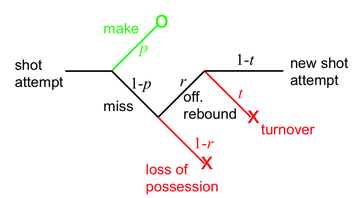 make
p
shot
attempt
1-p
miss
r
off.
rebound
1-t
new shot
attempt
t
turnover
1-r
loss of
possession